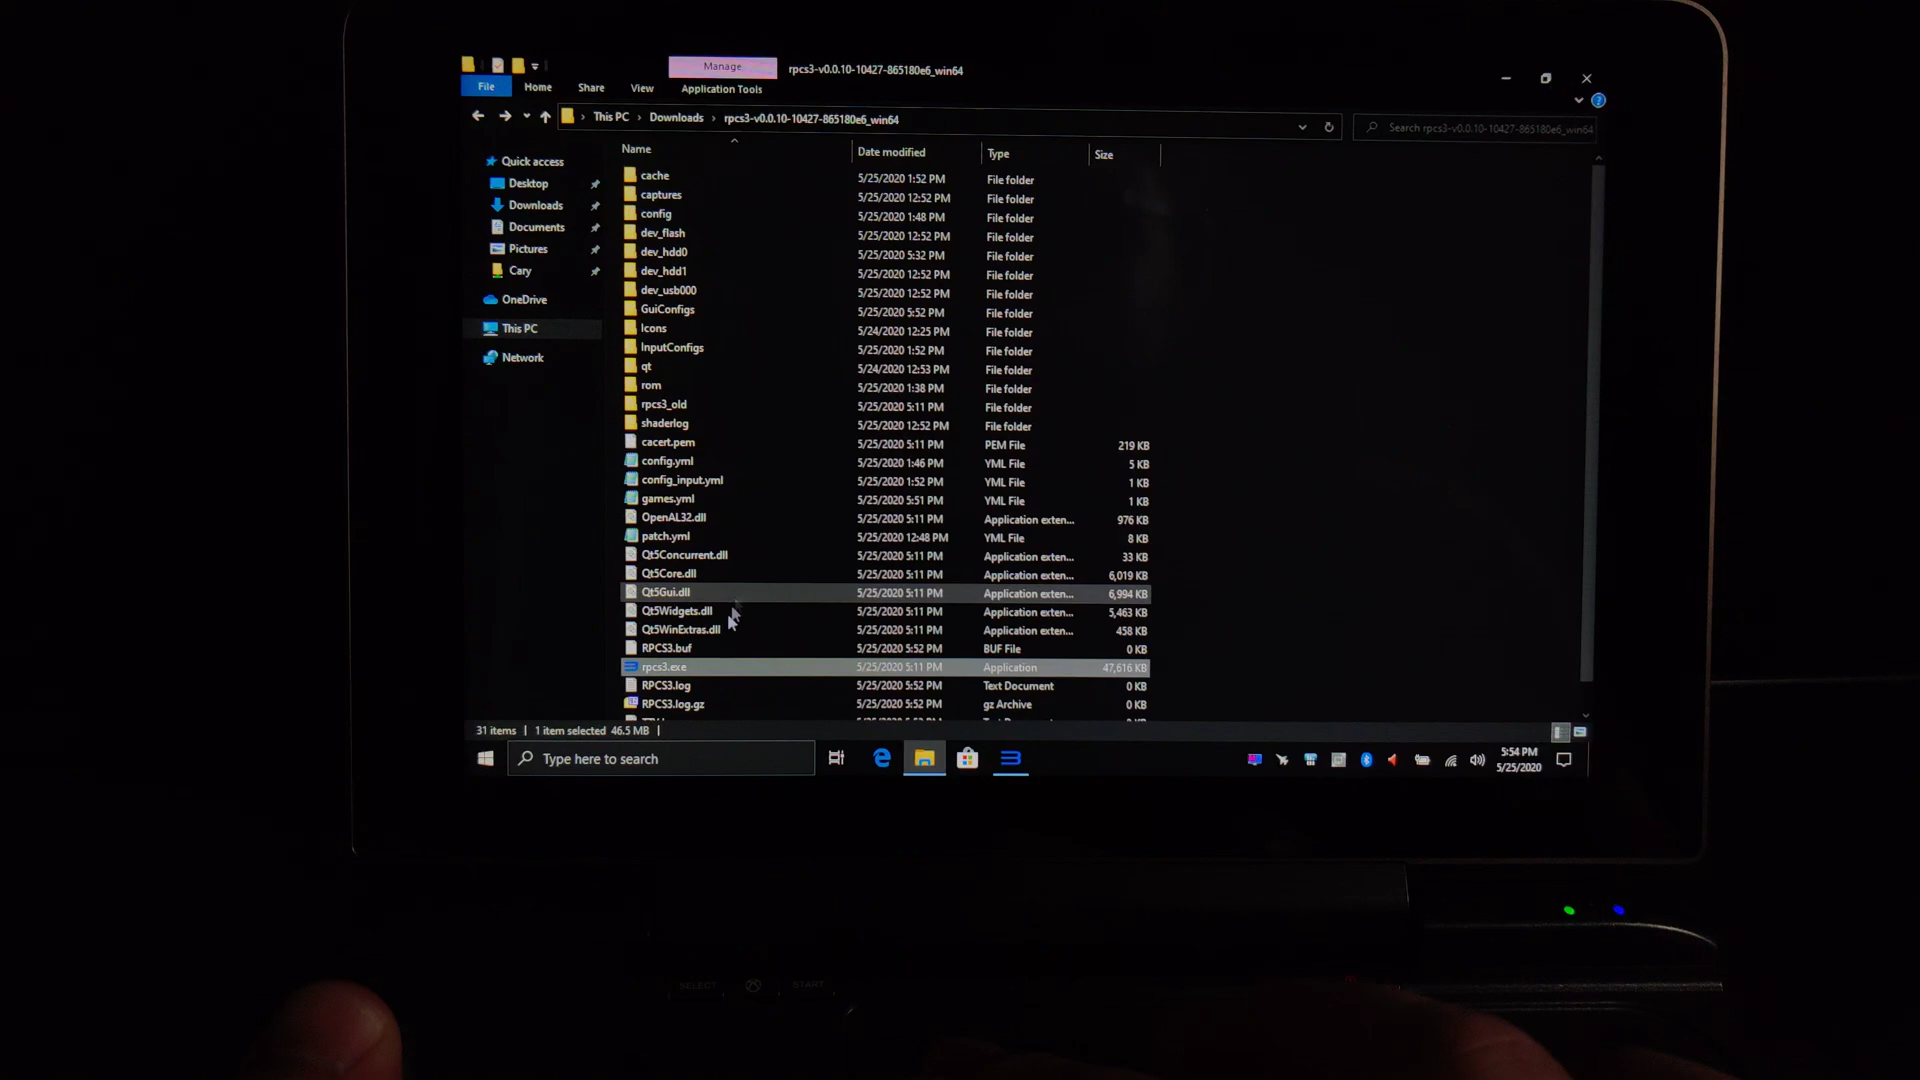 Manage
rpcs3-v0.0.10-10427-865180e6_win64
File Home Share View Application Tools
This PC › Downloads › rpcs3-v0.0.10-10427-865180e6_win64
Search rpcs3-v0.0.10-10427-865180e6_win64
Quick access
Desktop
Downloads
Documents
Pictures
Cary
OneDrive
This PC
Network
Name Date modified Type Size
cache 5/25/2020 1:52 PM File folder
captures 5/25/2020 12:52 PM File folder
config 5/25/2020 1:48 PM File folder
dev_flash 5/25/2020 12:52 PM File folder
dev_hdd0 5/25/2020 5:32 PM File folder
dev_hdd1 5/25/2020 12:52 PM File folder
dev_usb000 5/25/2020 12:52 PM File folder
GuiConfigs 5/25/2020 5:52 PM File folder
Icons 5/24/2020 12:25 PM File folder
InputConfigs 5/25/2020 1:52 PM File folder
qt 5/24/2020 12:53 PM File folder
rom 5/25/2020 1:38 PM File folder
rpcs3_old 5/25/2020 5:11 PM File folder
shaderlog 5/25/2020 12:52 PM File folder
cacert.pem 5/25/2020 5:11 PM PEM File 219 KB
config.yml 5/25/2020 1:46 PM YML File 5 KB
config_input.yml 5/25/2020 1:52 PM YML File 1 KB
games.yml 5/25/2020 5:51 PM YML File 1 KB
OpenAL32.dll 5/25/2020 5:11 PM Application exten... 976 KB
patch.yml 5/25/2020 12:48 PM YML File 8 KB
Qt5Concurrent.dll 5/25/2020 5:11 PM Application exten... 33 KB
Qt5Core.dll 5/25/2020 5:11 PM Application exten... 6,019 KB
Qt5Gui.dll 5/25/2020 5:11 PM Application exten... 6,994 KB
Qt5Widgets.dll 5/25/2020 5:11 PM Application exten... 5,463 KB
Qt5WinExtras.dll 5/25/2020 5:11 PM Application exten... 458 KB
RPCS3.buf 5/25/2020 5:52 PM BUF File 0 KB
rpcs3.exe 5/25/2020 5:11 PM Application 47,616 KB
RPCS3.log 5/25/2020 5:52 PM Text Document 0 KB
RPCS3.log.gz 5/25/2020 5:52 PM gz Archive 0 KB
31 items 1 item selected 46.5 MB
Type here to search
5:54 PM
5/25/2020
SELECT START